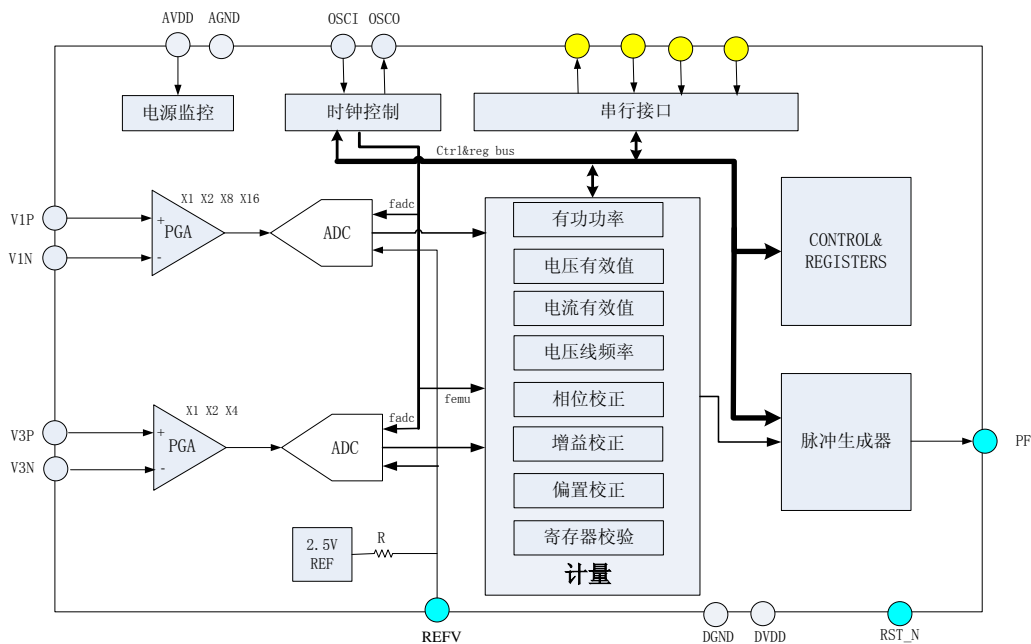 AVDD AGND OSCI OSCO
电源监控
时钟控制
串行接口
Ctrl&reg bus
X1 X2 X8 X16
V1P
V1N
+
-
PGA
ADC
fadc
有功功率
电压有效值
电流有效值
电压线频率
相位校正
增益校正
偏置校正
寄存器校验
计量
CONTROL&
REGISTERS
femu
X1 X2 X4
V3P
V3N
+
-
PGA
ADC
fadc
脉冲生成器
PF
2.5V
REF
R
REFV
DGND DVDD
RST_N